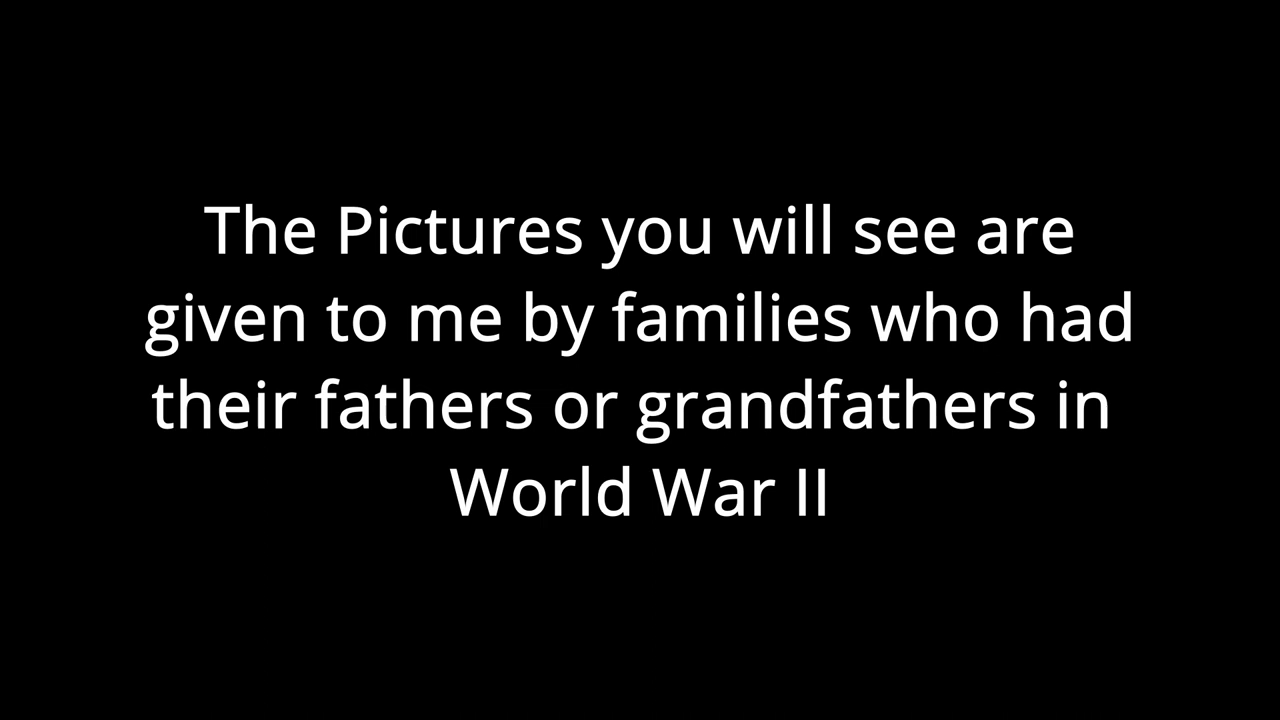 The Pictures you will see are
given to me by families who had
their fathers or grandfathers in
World War II